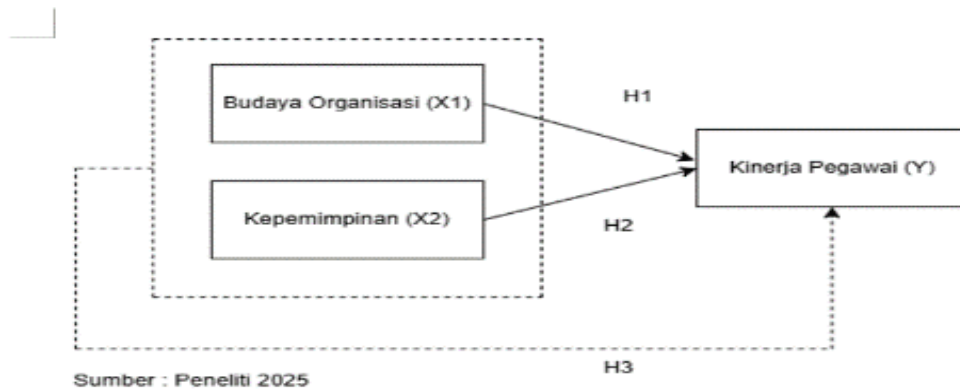 Budaya Organisasi (X1)
H1
Kinerja Pegawai (Y)
Kepemimpinan (X2)
H2
H3
Sumber : Peneliti 2025